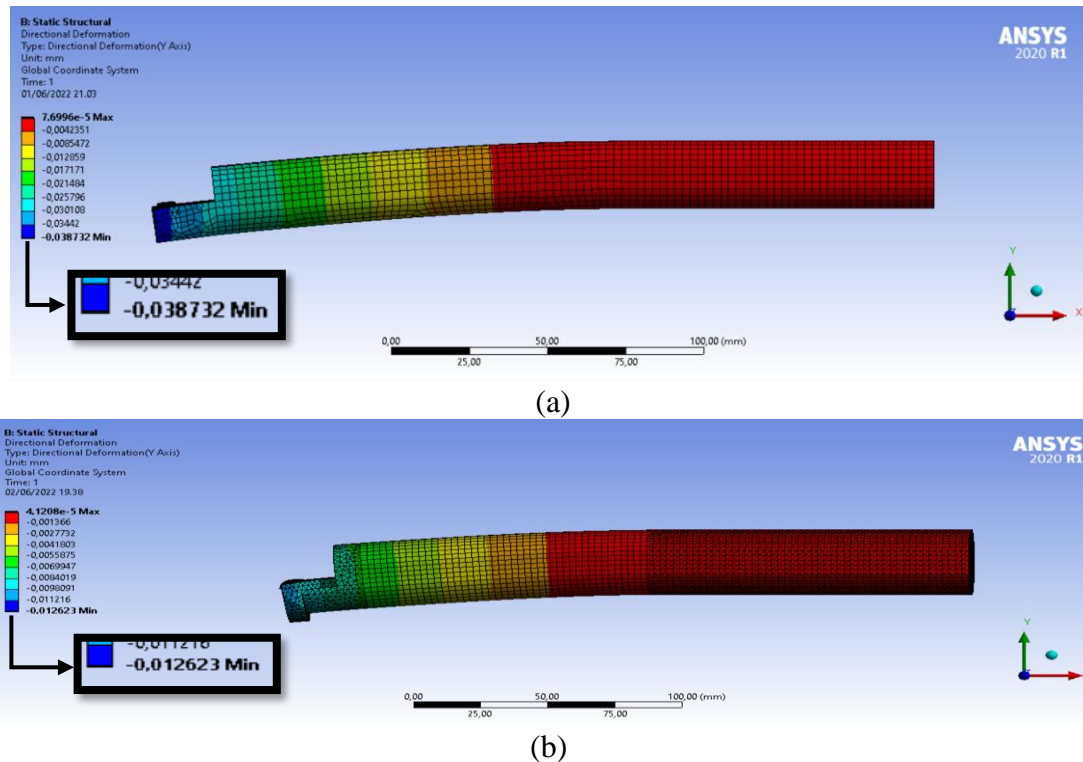 B: Static Structural
Directional Deformation
Type: Directional Deformation(Y Axis)
Unit: mm
Global Coordinate System
Time: 1
01/06/2022 21.03
7,6996e-5 Max
-0,0042351
-0,0085472
-0,012859
-0,017171
-0,021484
-0,025796
-0,030108
-0,03442
-0,038732 Min
ANSYS
2020 R1
-0,03442
-0,038732 Min
Y
X
0,00 50,00 100,00 (mm)
25,00 75,00
(a)
B: Static Structural
Directional Deformation
Type: Directional Deformation(Y Axis)
Unit: mm
Global Coordinate System
Time: 1
02/06/2022 19.38
4,1208e-5 Max
-0,001366
-0,0027732
-0,0041803
-0,0055875
-0,0069947
-0,0084019
-0,0098091
-0,011216
-0,012623 Min
ANSYS
2020 R1
-0,011216
-0,012623 Min
Y
0,00 50,00 100,00 (mm)
25,00 75,00
(b)